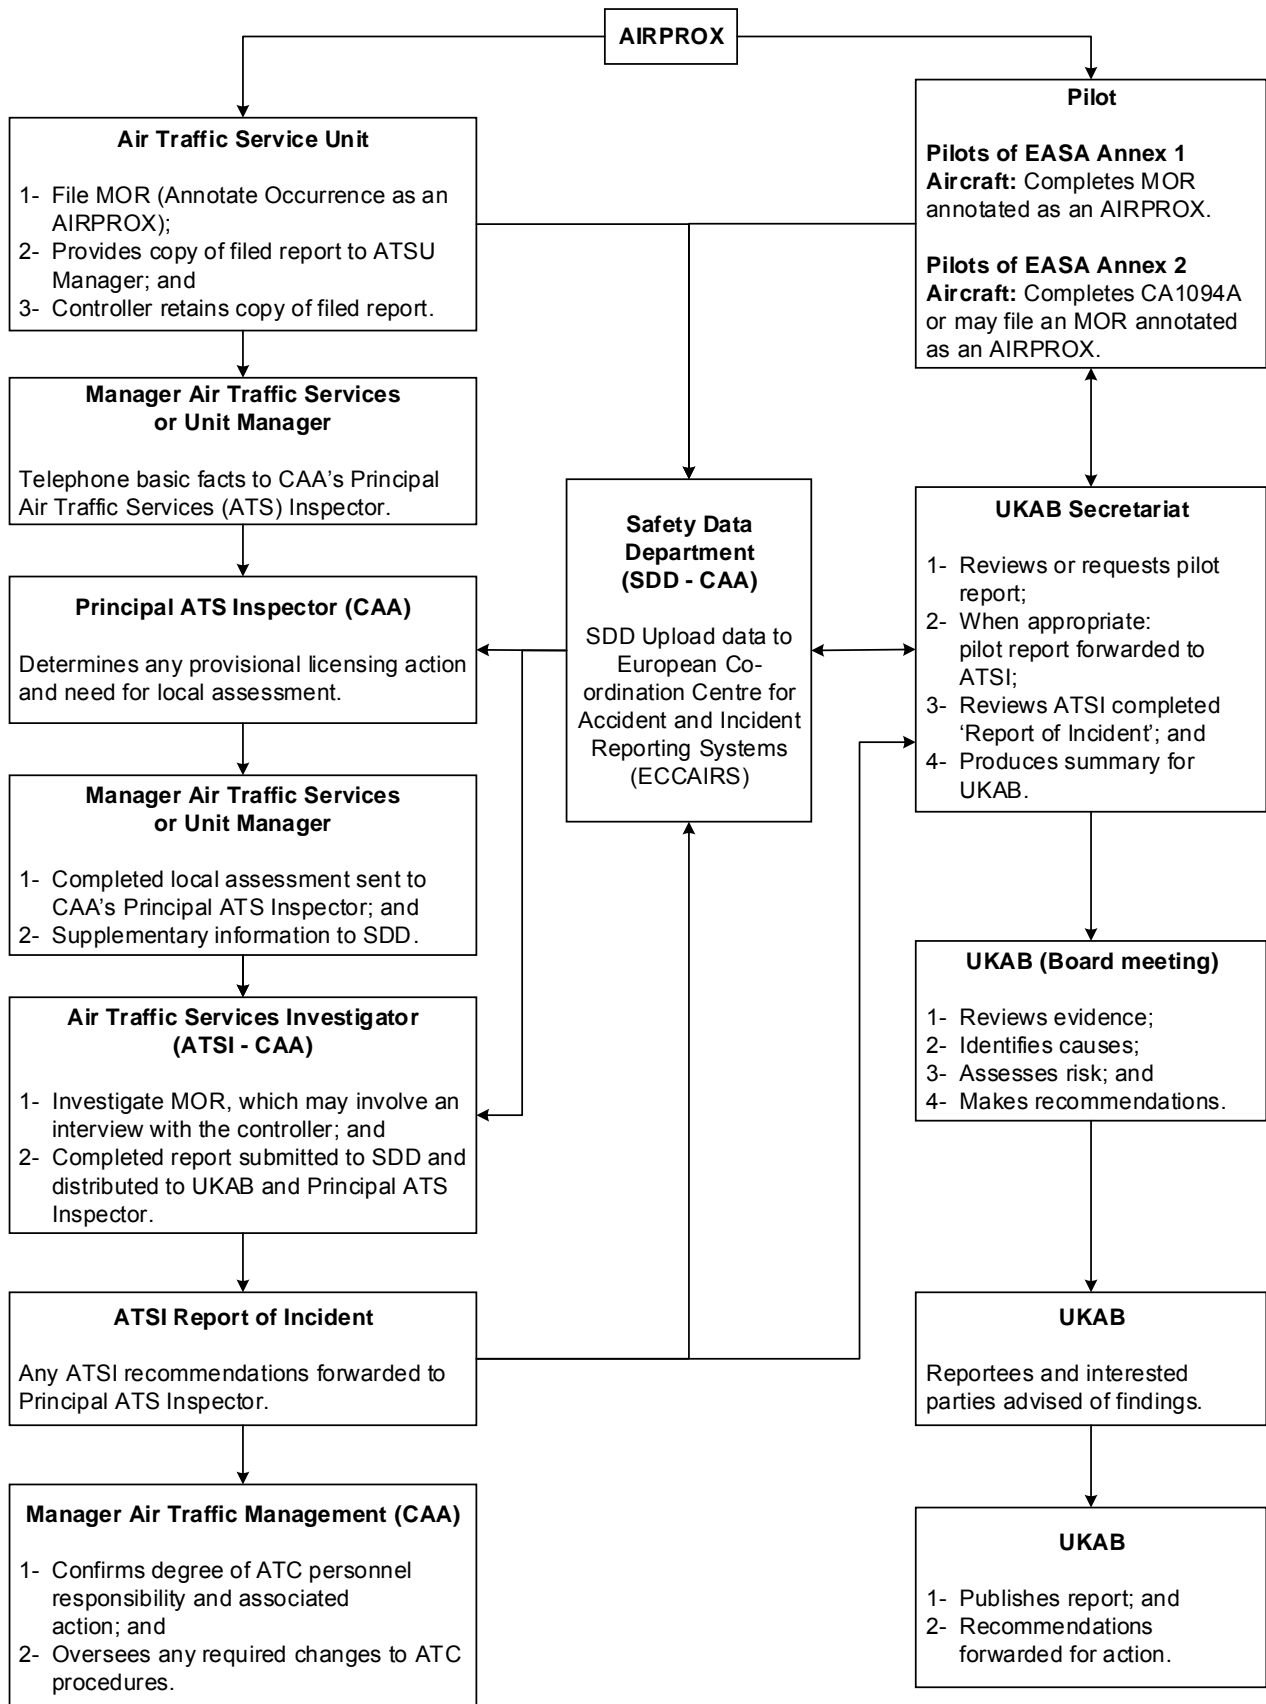 AIRPROX
Air Traffic Service Unit
1- File MOR (Annotate Occurrence as an
AIRPROX);
2- Provides copy of filed report to ATSU
Manager; and
3- Controller retains copy of filed report.
Manager Air Traffic Services
or Unit Manager
Telephone basic facts to CAA's Principal
Air Traffic Services (ATS) Inspector.
Principal ATS Inspector (CAA)
Determines any provisional licensing action
and need for local assessment.
Manager Air Traffic Services
or Unit Manager
1- Completed local assessment sent to
CAA's Principal ATS Inspector; and
2- Supplementary information to SDD.
Air Traffic Services Investigator
(ATSI - CAA)
1- Investigate MOR, which may involve an
interview with the controller; and
2- Completed report submitted to SDD and
distributed to UKAB and Principal ATS
Inspector.
ATSI Report of Incident
Any ATSI recommendations forwarded to
Principal ATS Inspector.
Manager Air Traffic Management (CAA)
1- Confirms degree of ATC personnel
responsibility and associated
action; and
2- Oversees any required changes to ATC
procedures.
Safety Data
Department
(SDD - CAA)
SDD Upload data to
European Co-
ordination Centre for
Accident and Incident
Reporting Systems
(ECCAIRS)
Pilot
Pilots of EASA Annex 1
Aircraft: Completes MOR
annotated as an AIRPROX.
Pilots of EASA Annex 2
Aircraft: Completes CA1094A
or may file an MOR annotated
as an AIRPROX.
UKAB Secretariat
1- Reviews or requests pilot
report;
2- When appropriate:
pilot report forwarded to
ATSI;
3- Reviews ATSI completed
'Report of Incident'; and
4- Produces summary for
UKAB.
UKAB (Board meeting)
1- Reviews evidence;
2- Identifies causes;
3- Assesses risk; and
4- Makes recommendations.
UKAB
Reportees and interested
parties advised of findings.
UKAB
1- Publishes report; and
2- Recommendations
forwarded for action.